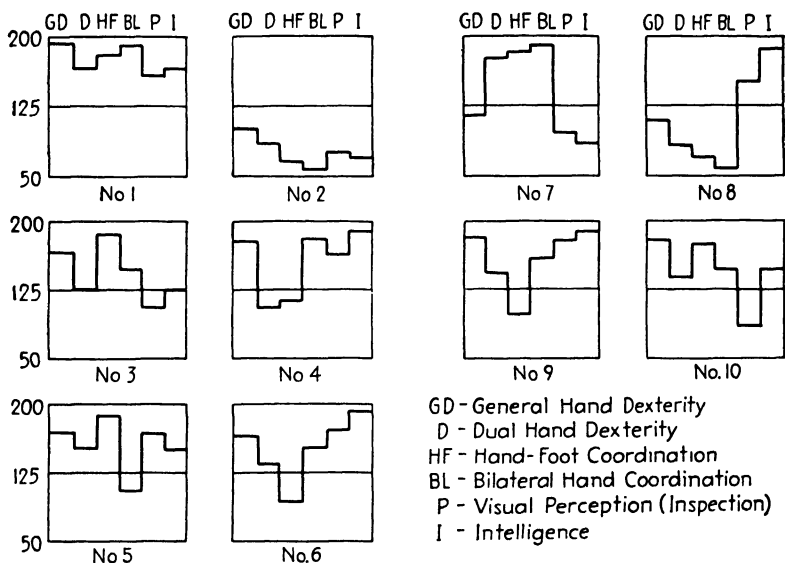 GD D HF BL P I
GD D HF BL P I
GD D HF BL P I
GD D HF BL P I
200
125
50
No 1
No 2
No 7
No 8
200
125
50
No 3
No 4
No 9
No. 10
200
125
50
No 5
No. 6
GD - General Hand Dexterity
D - Dual Hand Dexterity
HF - Hand-Foot Coordination
BL - Bilateral Hand Coordination
P - Visual Perception (Inspection)
I - Intelligence